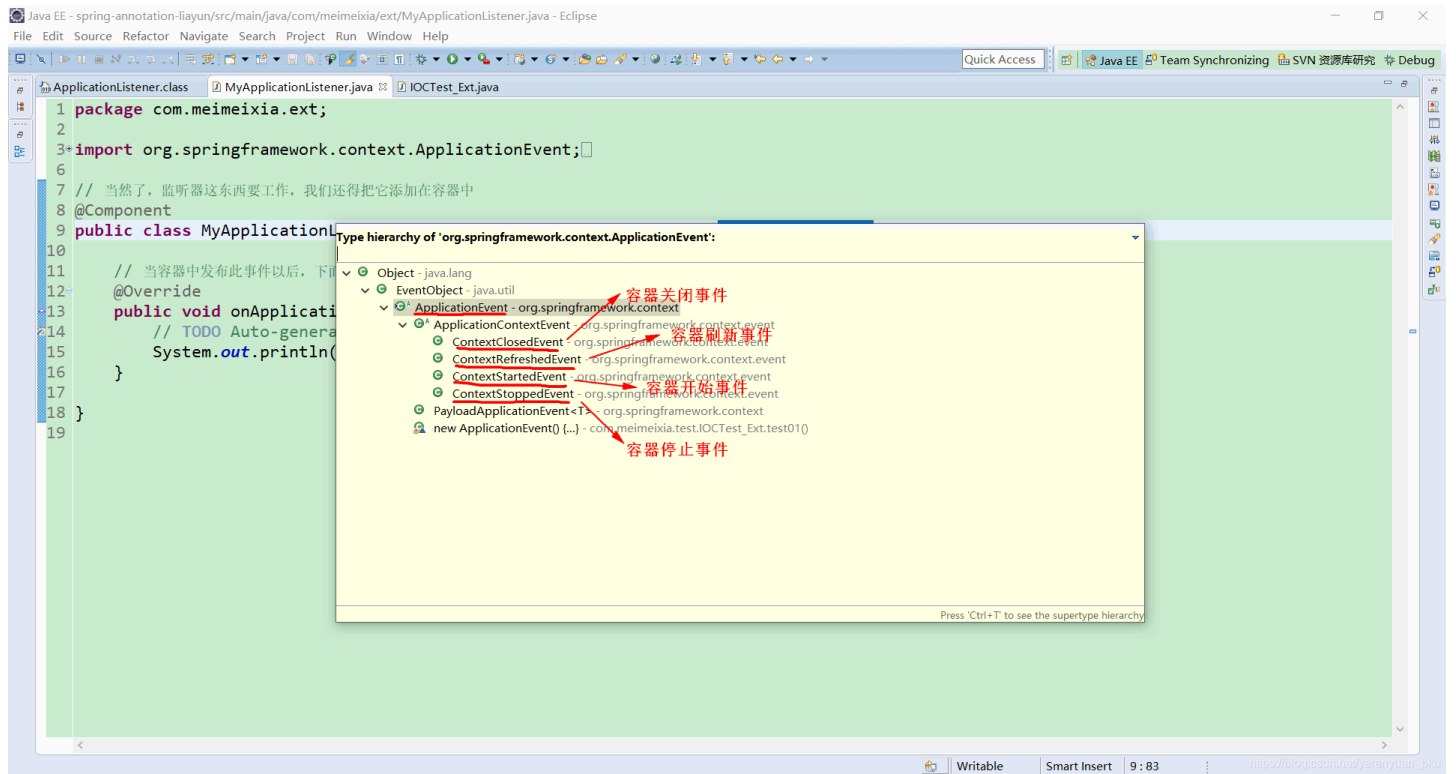 Java EE - spring-annotation-liayun/src/main/java/com/meimeixia/ext/MyApplicationListener.java - Eclipse
File Edit Source Refactor Navigate Search Project Run Window Help
Quick Access Java EE Team Synchronizing SVN 资源库研究 Debug
ApplicationListener.class MyApplicationListener.java IOCTest_Ext.java
1 package com.meimeixia.ext;
2
3 import org.springframework.context.ApplicationEvent;
6
7 // 当然了，监听器这东西要工作，我们还得把它添加在容器中
8 @Component
9 public class MyApplicationL
10
11 // 当容器中发布此事件以后，下面
12 @Override
13 public void onApplicati
14 // TODO Auto-genera
15 System.out.println(
16 }
17
18 }
19
Type hierarchy of 'org.springframework.context.ApplicationEvent':
Object - java.lang
EventObject - java.util
容器关闭事件
ApplicationEvent - org.springframework.context
ApplicationContextEvent - org.springframework.context.event
容器刷新事件
ContextClosedEvent - org.springframework.context.event
ContextRefreshedEvent - org.springframework.context.event
ContextStartedEvent - org.springframework.context.event
容器开始事件
ContextStoppedEvent - org.springframework.context.event
PayloadApplicationEvent<T> - org.springframework.context
new ApplicationEvent() {...} - com.meimeixia.test.IOCTest_Ext.test01()
容器停止事件
Press 'Ctrl+T' to see the supertype hierarchy
Writable Smart Insert 9 : 83
https://blog.csdn.net/yerenyuan_pku